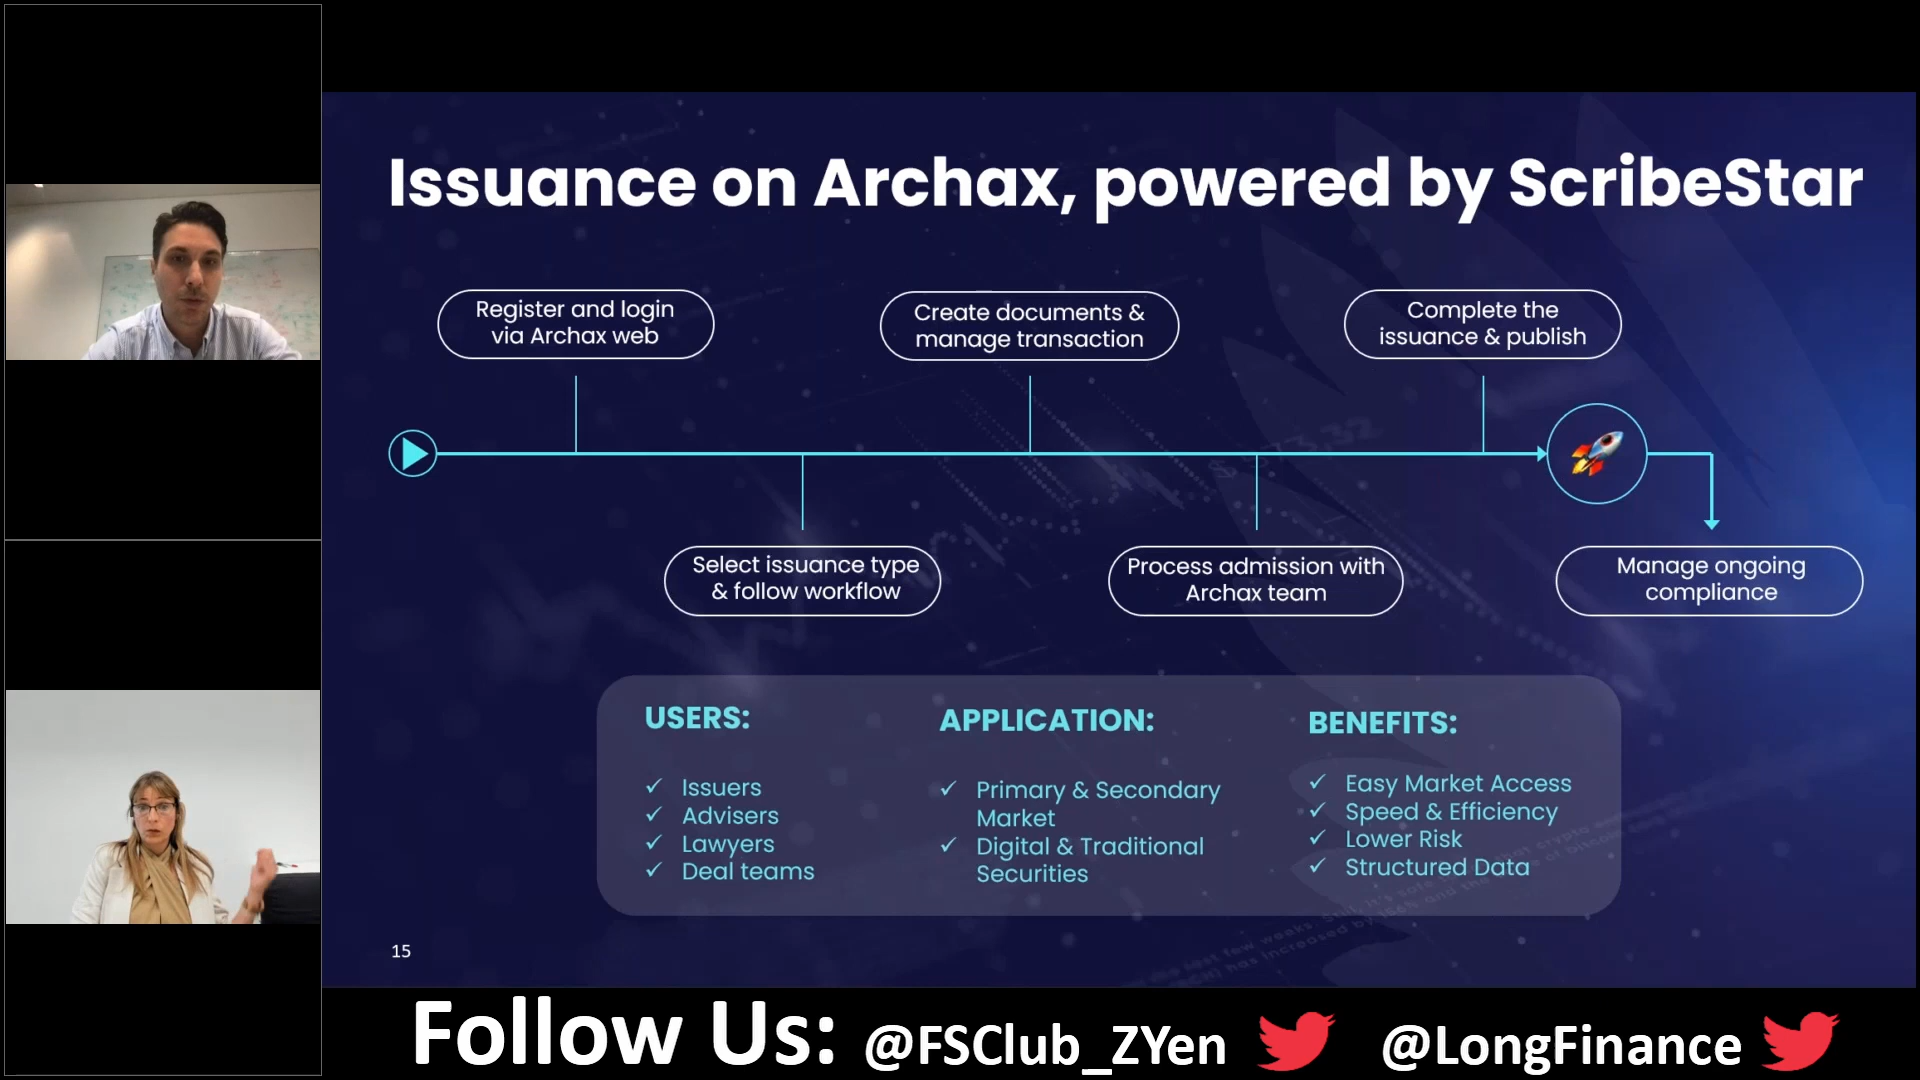 Issuance on Archax, powered by ScribeStar
Register and login
via Archax web
Create documents &
manage transaction
Complete the
issuance & publish
Select issuance type
& follow workflow
Process admission with
Archax team
Manage ongoing
compliance
USERS:
✓ Issuers
✓ Advisers
✓ Lawyers
✓ Deal teams
APPLICATION:
✓ Primary & Secondary
Market
✓ Digital & Traditional
Securities
BENEFITS:
✓ Easy Market Access
✓ Speed & Efficiency
✓ Lower Risk
✓ Structured Data
15
Follow Us: @FSClub_ZYen @LongFinance